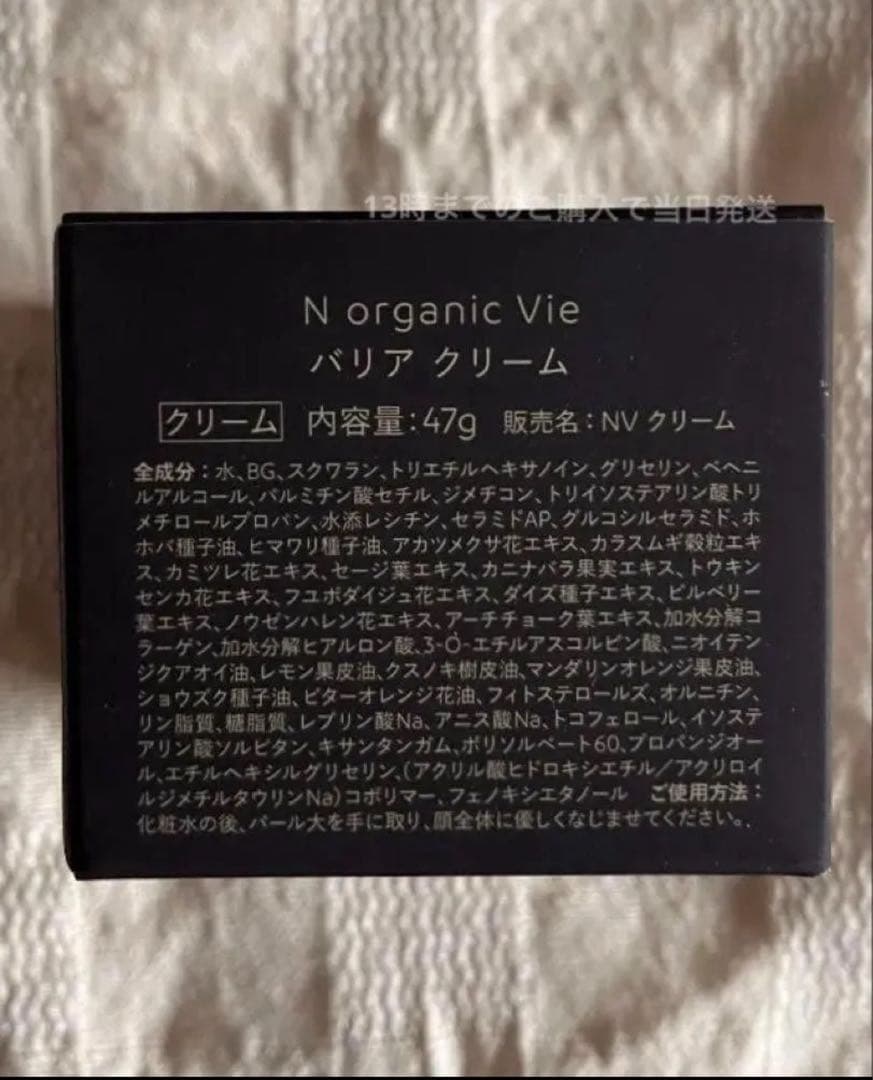 13時までのご購入で当日発送
N organic Vie
バリア クリーム
クリーム 内容量:47g 販売名:NV クリーム
全成分:水、BG、スクワラン、トリエチルヘキサノイン、グリセリン、ベヘニ
ルアルコール、パルミチン酸セチル、ジメチコン、トリイソステアリン酸トリ
メチロールプロパン、水添レシチン、セラミドAP、グルコシルセラミド、ホ
ホバ種子油、ヒマワリ種子油、アカツメクサ花エキス、カラスムギ穀粒エキ
ス、カミツレ花エキス、セージ葉エキス、カニナバラ果実エキス、トウキン
センカ花エキス、フユボダイジュ花エキス、ダイズ種子エキス、ビルベリー
葉エキス、ノウゼンハレン花エキス、アーチチョーク葉エキス、加水分解コ
ラーゲン、加水分解ヒアルロン酸、3-O-エチルアスコルビン酸、ニオイテン
ジクアオイ油、レモン果皮油、クスノキ樹皮油、マンダリンオレンジ果皮油、
ショウズク種子油、ビターオレンジ花油、フィトステロールズ、オルニチン、
リン脂質、糖脂質、レブリン酸Na、アニス酸Na、トコフェロール、イソステ
アリン酸ソルビタン、キサンタンガム、ポリソルベート60、プロパンジオー
ル、エチルヘキシルグリセリン、(アクリル酸ヒドロキシエチル/アクリロイ
ルジメチルタウリンNa)コポリマー、フェノキシエタノール ご使用方法:
化粧水の後、パール大を手に取り、顔全体に優しくなじませてください。